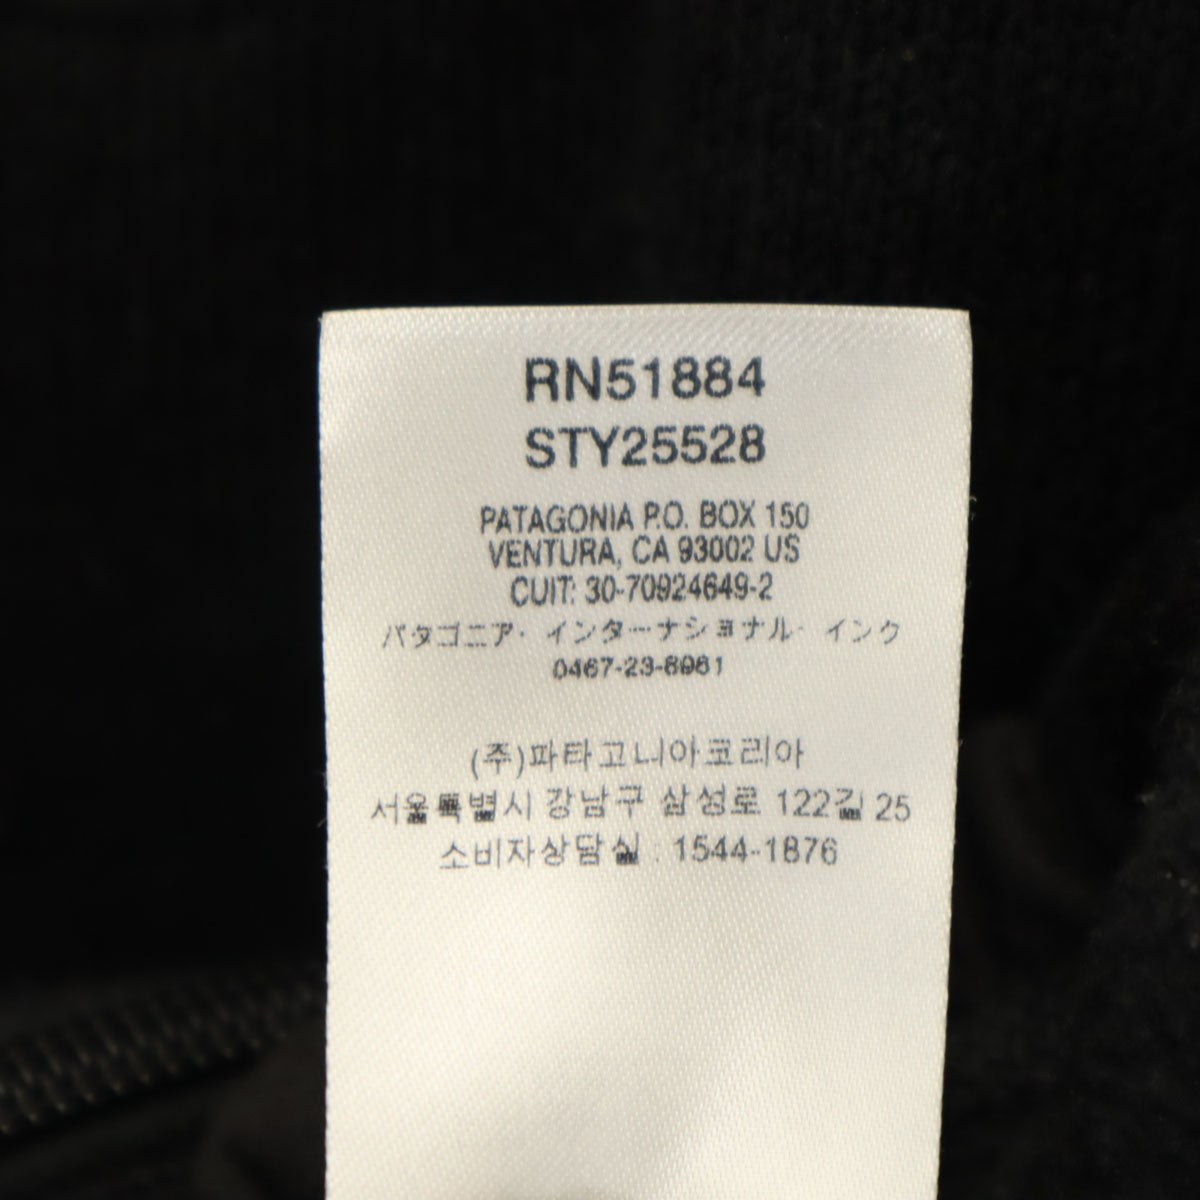 RN51884
STY25528
PATAGONIA P.O. BOX 150
VENTURA, CA 93002 US
CUIT: 30-70924649-2
パタゴニア・インターナショナル・インク
0467-23-8961
(주)파타고니아코리아
서울특별시 강남구 삼성로 122길 25
소비자상담실 : 1544-1876